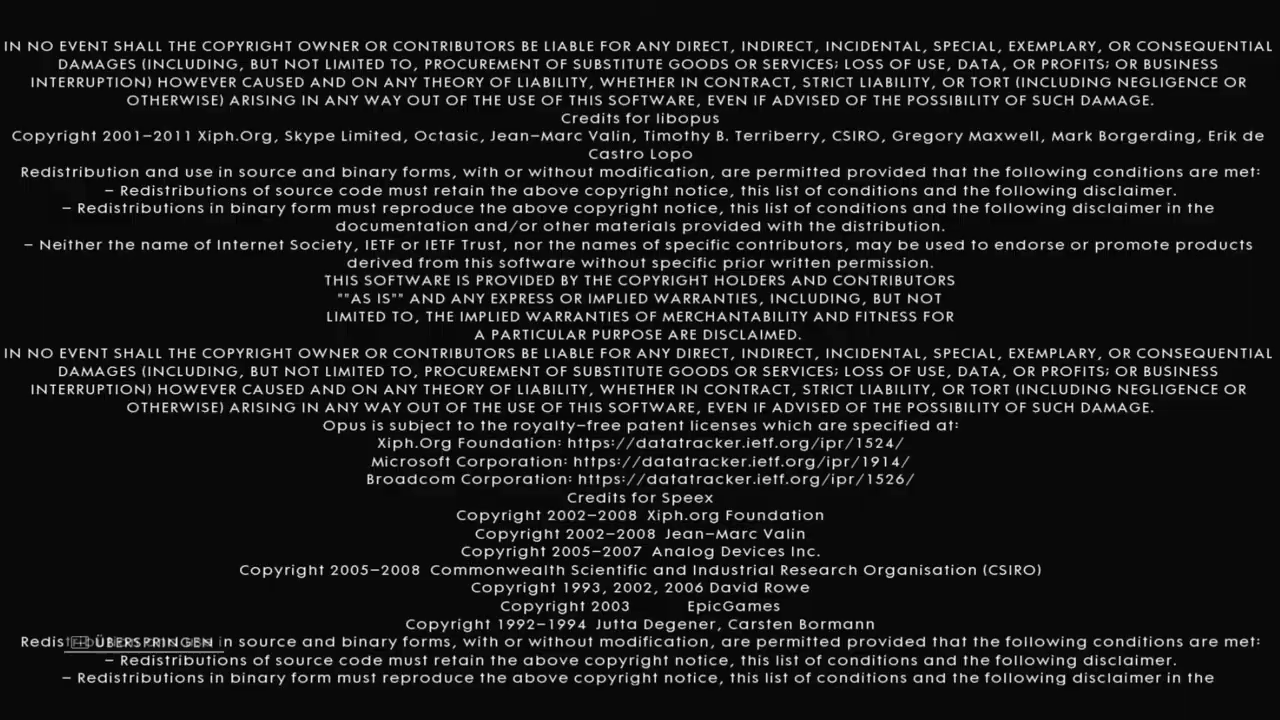 IN NO EVENT SHALL THE COPYRIGHT OWNER OR CONTRIBUTORS BE LIABLE FOR ANY DIRECT, INDIRECT, INCIDENTAL, SPECIAL, EXEMPLARY, OR CONSEQUENTIAL
DAMAGES (INCLUDING, BUT NOT LIMITED TO, PROCUREMENT OF SUBSTITUTE GOODS OR SERVICES; LOSS OF USE, DATA, OR PROFITS; OR BUSINESS
INTERRUPTION) HOWEVER CAUSED AND ON ANY THEORY OF LIABILITY, WHETHER IN CONTRACT, STRICT LIABILITY, OR TORT (INCLUDING NEGLIGENCE OR
OTHERWISE) ARISING IN ANY WAY OUT OF THE USE OF THIS SOFTWARE, EVEN IF ADVISED OF THE POSSIBILITY OF SUCH DAMAGE.
Credits for libopus
Copyright 2001-2011 Xiph.Org, Skype Limited, Octasic, Jean-Marc Valin, Timothy B. Terriberry, CSIRO, Gregory Maxwell, Mark Borgerding, Erik de
Castro Lopo
Redistribution and use in source and binary forms, with or without modification, are permitted provided that the following conditions are met:
- Redistributions of source code must retain the above copyright notice, this list of conditions and the following disclaimer.
- Redistributions in binary form must reproduce the above copyright notice, this list of conditions and the following disclaimer in the
documentation and/or other materials provided with the distribution.
- Neither the name of Internet Society, IETF or IETF Trust, nor the names of specific contributors, may be used to endorse or promote products
derived from this software without specific prior written permission.
THIS SOFTWARE IS PROVIDED BY THE COPYRIGHT HOLDERS AND CONTRIBUTORS
""AS IS"" AND ANY EXPRESS OR IMPLIED WARRANTIES, INCLUDING, BUT NOT
LIMITED TO, THE IMPLIED WARRANTIES OF MERCHANTABILITY AND FITNESS FOR
A PARTICULAR PURPOSE ARE DISCLAIMED.
IN NO EVENT SHALL THE COPYRIGHT OWNER OR CONTRIBUTORS BE LIABLE FOR ANY DIRECT, INDIRECT, INCIDENTAL, SPECIAL, EXEMPLARY, OR CONSEQUENTIAL
DAMAGES (INCLUDING, BUT NOT LIMITED TO, PROCUREMENT OF SUBSTITUTE GOODS OR SERVICES; LOSS OF USE, DATA, OR PROFITS; OR BUSINESS
INTERRUPTION) HOWEVER CAUSED AND ON ANY THEORY OF LIABILITY, WHETHER IN CONTRACT, STRICT LIABILITY, OR TORT (INCLUDING NEGLIGENCE OR
OTHERWISE) ARISING IN ANY WAY OUT OF THE USE OF THIS SOFTWARE, EVEN IF ADVISED OF THE POSSIBILITY OF SUCH DAMAGE.
Opus is subject to the royalty-free patent licenses which are specified at:
Xiph.Org Foundation: https://datatracker.ietf.org/ipr/1524/
Microsoft Corporation: https://datatracker.ietf.org/ipr/1914/
Broadcom Corporation: https://datatracker.ietf.org/ipr/1526/
Credits for Speex
Copyright 2002-2008 Xiph.org Foundation
Copyright 2002-2008 Jean-Marc Valin
Copyright 2005-2007 Analog Devices Inc.
Copyright 2005-2008 Commonwealth Scientific and Industrial Research Organisation (CSIRO)
Copyright 1993, 2002, 2006 David Rowe
Copyright 2003 EpicGames
Copyright 1992-1994 Jutta Degener, Carsten Bormann
ÜBERSPRINGEN in source and binary forms, with or without modification, are permitted provided that the following conditions are met:
- Redistributions of source code must retain the above copyright notice, this list of conditions and the following disclaimer.
- Redistributions in binary form must reproduce the above copyright notice, this list of conditions and the following disclaimer in the